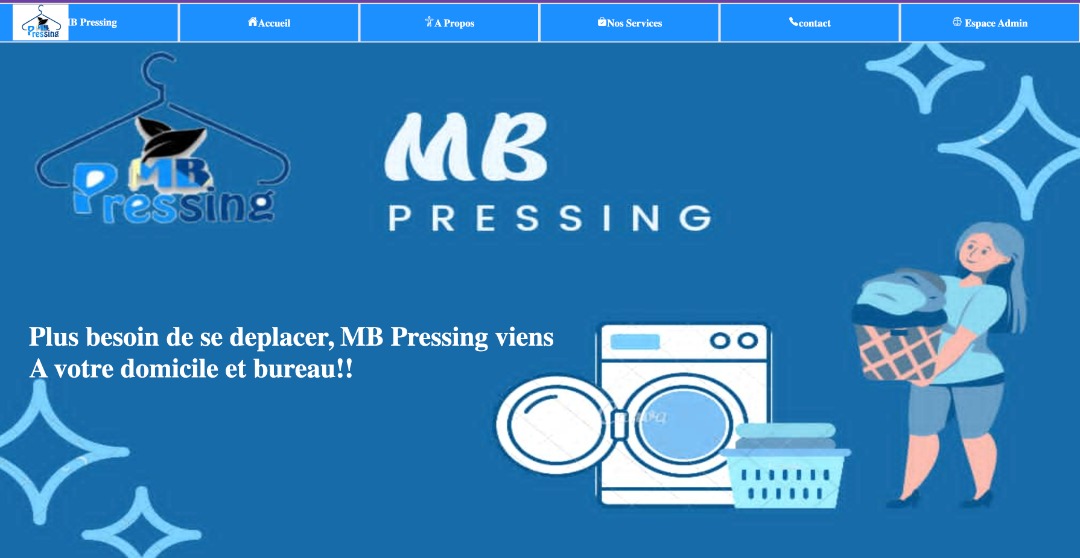 MB Pressing
Accueil
A Propos
Nos Services
contact
Espace Admin
MB
Pressing
MB
PRESSING
Plus besoin de se deplacer, MB Pressing viens
A votre domicile et bureau!!
Canva